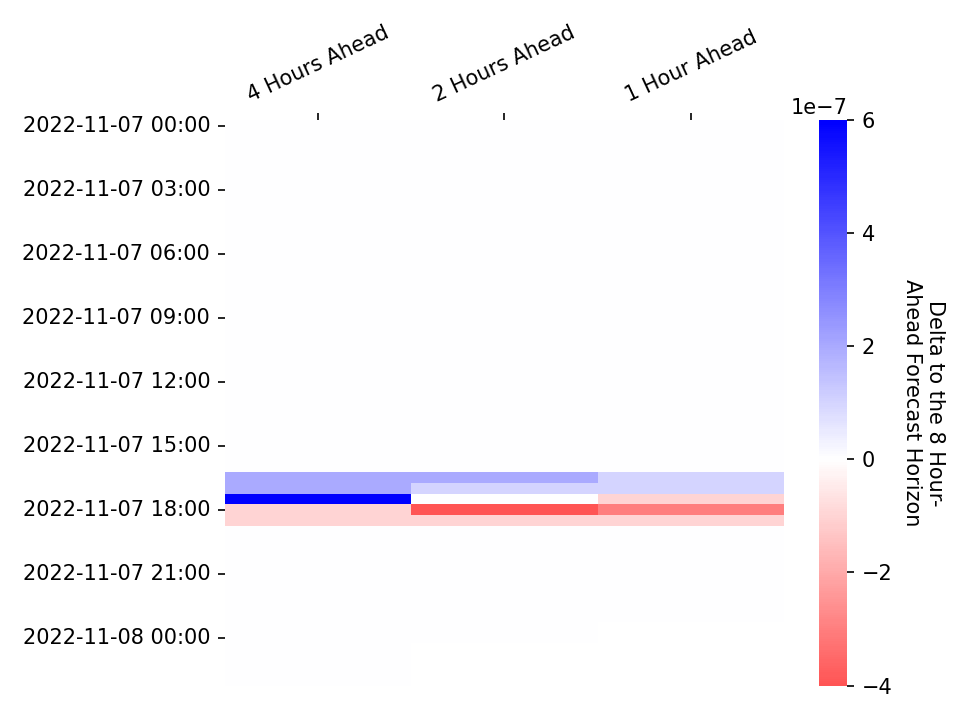 4 Hours Ahead
2 Hours Ahead
1 Hour Ahead
2022-11-07 00:00
2022-11-07 03:00
2022-11-07 06:00
2022-11-07 09:00
2022-11-07 12:00
2022-11-07 15:00
2022-11-07 18:00
2022-11-07 21:00
2022-11-08 00:00
1e−7
6
4
2
0
−2
−4
Delta to the 8 Hour-
Ahead Forecast Horizon